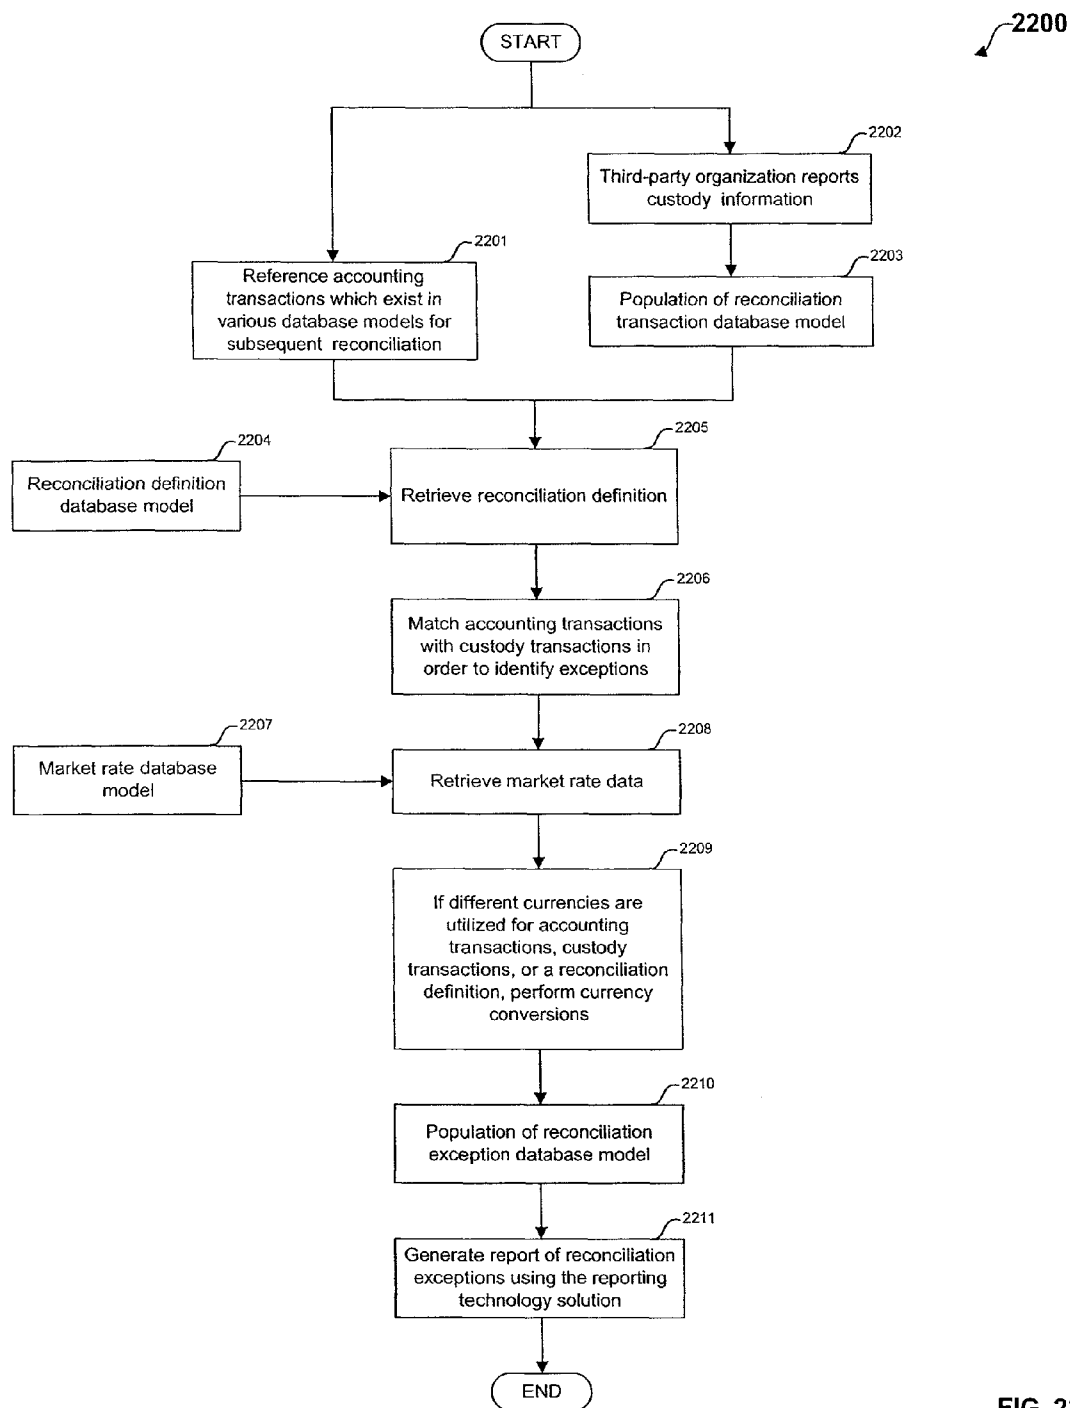 START
2200
2202
Third-party organization reports
custody information
2201
2203
Reference accounting
transactions which exist in
various database models for
subsequent reconciliation
Population of reconciliation
transaction database model
2204
2205
Reconciliation definition
database model
Retrieve reconciliation definition
2206
Match accounting transactions
with custody transactions in
order to identify exceptions
2207
2208
Market rate database
model
Retrieve market rate data
2209
If different currencies are
utilized for accounting
transactions, custody
transactions, or a reconciliation
definition, perform currency
conversions
2210
Population of reconciliation
exception database model
2211
Generate report of reconciliation
exceptions using the reporting
technology solution
END
FIG.